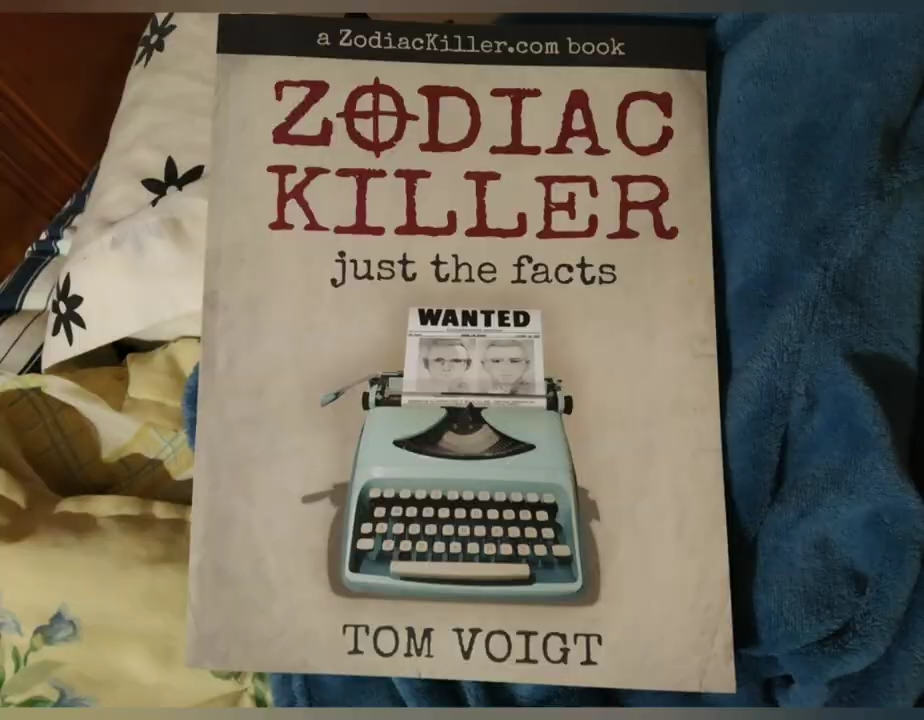 a ZodiacKiller.com book
ZODIAC
KILLER
just the facts
WANTED
TOM VOIGT